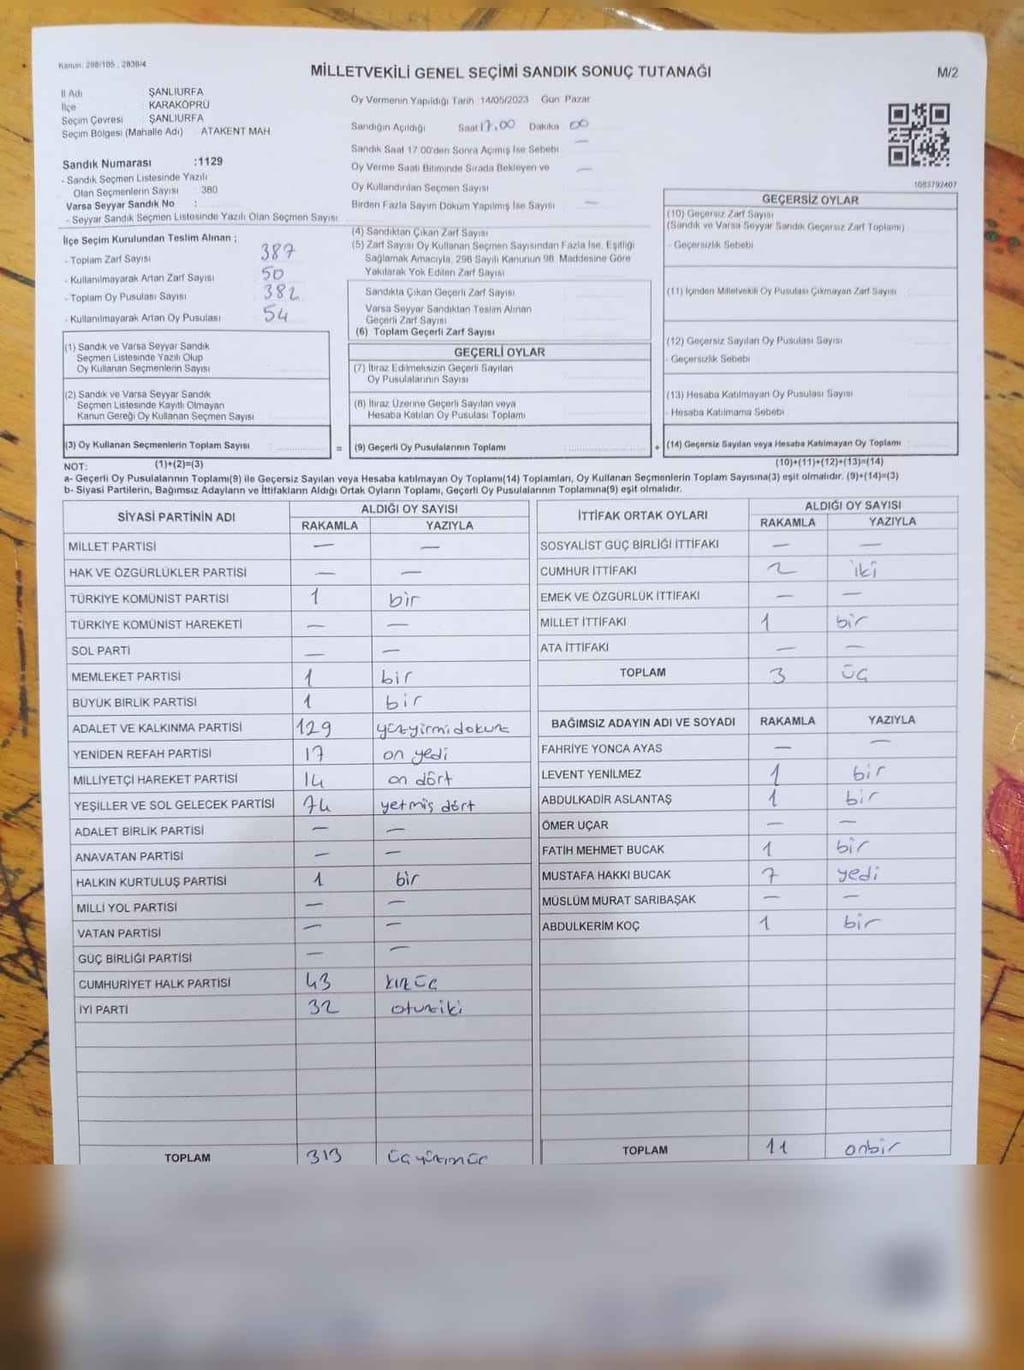 Kanun: 298/105 , 2839/4
MİLLETVEKİLİ GENEL SEÇİMİ SANDIK SONUÇ TUTANAĞI
M/2
İl Adı : ŞANLIURFA
İlçe : KARAKÖPRÜ
Seçim Çevresi : ŞANLIURFA
Seçim Bölgesi (Mahalle Adı) ATAKENT MAH
Sandık Numarası :1129
- Sandık Seçmen Listesinde Yazılı
Olan Seçmenlerin Sayısı 380
Varsa Seyyar Sandık No :
- Seyyar Sandık Seçmen Listesinde Yazılı Olan Seçmen Sayısı
Oy Vermenin Yapıldığı Tarih 14/05/2023 Gün Pazar
Sandığın Açıldığı Saat 17.00 Dakika 00
Sandık Saat 17:00'den Sonra Açılmış İse Sebebi —
Oy Verme Saati Bitiminde Sırada Bekleyen ve —
Oy Kullandırılan Seçmen Sayısı
Birden Fazla Sayım Döküm Yapılmış İse Sayısı —
1083792407
İlçe Seçim Kurulundan Teslim Alınan ;
- Toplam Zarf Sayısı 387
- Kullanılmayarak Artan Zarf Sayısı 50
- Toplam Oy Pusulası Sayısı 382
- Kullanılmayarak Artan Oy Pusulası 54
(4) Sandıktan Çıkan Zarf Sayısı
(5) Zarf Sayısı Oy Kullanan Seçmen Sayısından Fazla İse, Eşitliği
Sağlamak Amacıyla, 298 Sayılı Kanunun 98. Maddesine Göre
Yakılarak Yok Edilen Zarf Sayısı
Sandıkta Çıkan Geçerli Zarf Sayısı
Varsa Seyyar Sandıktan Teslim Alınan
Geçerli Zarf Sayısı
(6) Toplam Geçerli Zarf Sayısı
GEÇERSİZ OYLAR
(10) Geçersiz Zarf Sayısı
(Sandık ve Varsa Seyyar Sandık Geçersiz Zarf Toplamı)
- Geçersizlik Sebebi
(11) İçinden Milletvekili Oy Pusulası Çıkmayan Zarf Sayısı
(12) Geçersiz Sayılan Oy Pusulası Sayısı
- Geçersizlik Sebebi
(13) Hesaba Katılmayan Oy Pusulası Sayısı
- Hesaba Katılmama Sebebi
(1) Sandık ve Varsa Seyyar Sandık
Seçmen Listesinde Yazılı Olup
Oy Kullanan Seçmenlerin Sayısı
(2) Sandık ve Varsa Seyyar Sandık
Seçmen Listesinde Kayıtlı Olmayan
Kanun Gereği Oy Kullanan Seçmen Sayısı
GEÇERLİ OYLAR
(7) İtiraz Edilmeksizin Geçerli Sayılan
Oy Pusulalarının Sayısı
(8) İtiraz Üzerine Geçerli Sayılan veya
Hesaba Katılan Oy Pusulası Toplamı
(3) Oy Kullanan Seçmenlerin Toplam Sayısı = (9) Geçerli Oy Pusulalarının Toplamı + (14) Geçersiz Sayılan veya Hesaba Katılmayan Oy Toplamı
NOT: (1)+(2)=(3) (10)+(11)+(12)+(13)=(14)
a- Geçerli Oy Pusulalarının Toplamı(9) ile Geçersiz Sayılan veya Hesaba katılmayan Oy Toplamı(14) Toplamları, Oy Kullanan Seçmenlerin Toplam Sayısına(3) eşit olmalıdır. (9)+(14)=(3)
b- Siyasi Partilerin, Bağımsız Adayların ve İttifakların Aldığı Ortak Oyların Toplamı, Geçerli Oy Pusulalarının Toplamına(9) eşit olmalıdır.
SİYASİ PARTİNİN ADI ALDIĞI OY SAYISI
RAKAMLA YAZIYLA
MİLLET PARTİSİ — —
HAK VE ÖZGÜRLÜKLER PARTİSİ — —
TÜRKİYE KOMÜNİST PARTİSİ 1 bir
TÜRKİYE KOMÜNİST HAREKETİ — —
SOL PARTİ — —
MEMLEKET PARTİSİ 1 bir
BÜYÜK BİRLİK PARTİSİ 1 bir
ADALET VE KALKINMA PARTİSİ 129 yüzyirmidokuz
YENİDEN REFAH PARTİSİ 17 on yedi
MİLLİYETÇİ HAREKET PARTİSİ 14 on dört
YEŞİLLER VE SOL GELECEK PARTİSİ 74 yetmiş dört
ADALET BİRLİK PARTİSİ — —
ANAVATAN PARTİSİ — —
HALKIN KURTULUŞ PARTİSİ 1 bir
MİLLİ YOL PARTİSİ — —
VATAN PARTİSİ — —
GÜÇ BİRLİĞİ PARTİSİ — —
CUMHURİYET HALK PARTİSİ 43 kırküç
İYİ PARTİ 32 otuziki
TOPLAM 313 üçyüzonüç
İTTİFAK ORTAK OYLARI ALDIĞI OY SAYISI
RAKAMLA YAZIYLA
SOSYALİST GÜÇ BİRLİĞİ İTTİFAKI — —
CUMHUR İTTİFAKI 2 iki
EMEK VE ÖZGÜRLÜK İTTİFAKI — —
MİLLET İTTİFAKI 1 bir
ATA İTTİFAKI — —
TOPLAM 3 üç
BAĞIMSIZ ADAYIN ADI VE SOYADI RAKAMLA YAZIYLA
FAHRİYE YONCA AYAS — —
LEVENT YENİLMEZ 1 bir
ABDULKADİR ASLANTAŞ 1 bir
ÖMER UÇAR — —
FATİH MEHMET BUCAK 1 bir
MUSTAFA HAKKI BUCAK 7 yedi
MÜSLÜM MURAT SARIBAŞAK — —
ABDULKERİM KOÇ 1 bir
TOPLAM 11 onbir